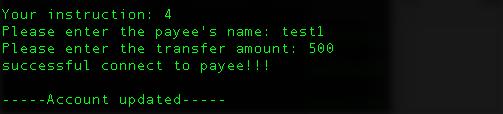 Your instruction: 4
Please enter the payee's name: test1
Please enter the transfer amount: 500
successful connect to payee!!!
-----Account updated-----